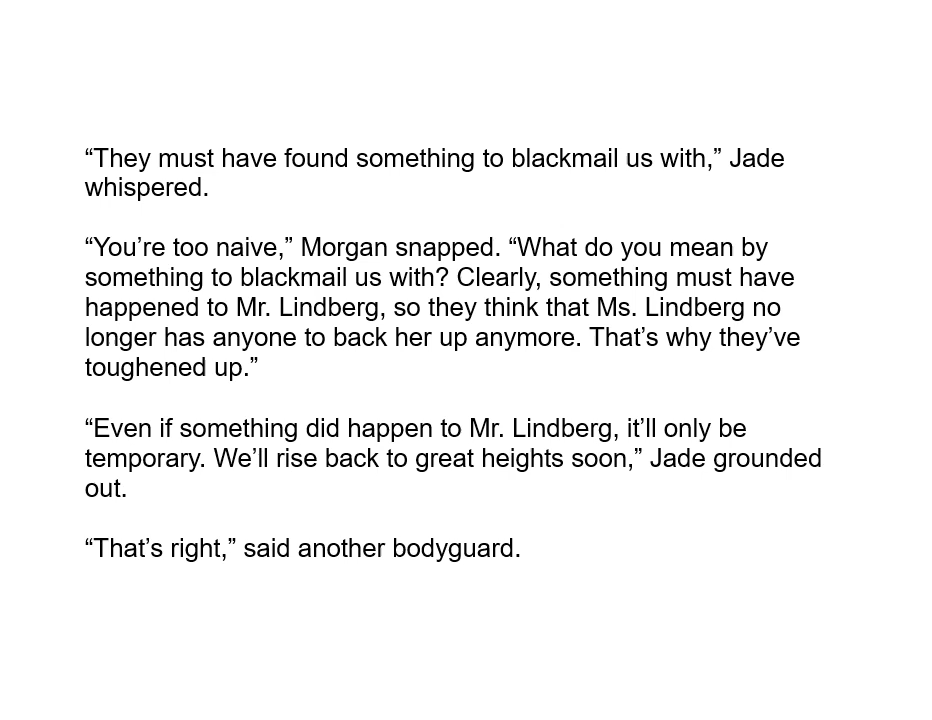 “They must have found something to blackmail us with,” Jade
whispered.
“You’re too naive,” Morgan snapped. “What do you mean by
something to blackmail us with? Clearly, something must have
happened to Mr. Lindberg, so they think that Ms. Lindberg no
longer has anyone to back her up anymore. That’s why they’ve
toughened up.”
“Even if something did happen to Mr. Lindberg, it’ll only be
temporary. We’ll rise back to great heights soon,” Jade grounded
out.
“That’s right,” said another bodyguard.